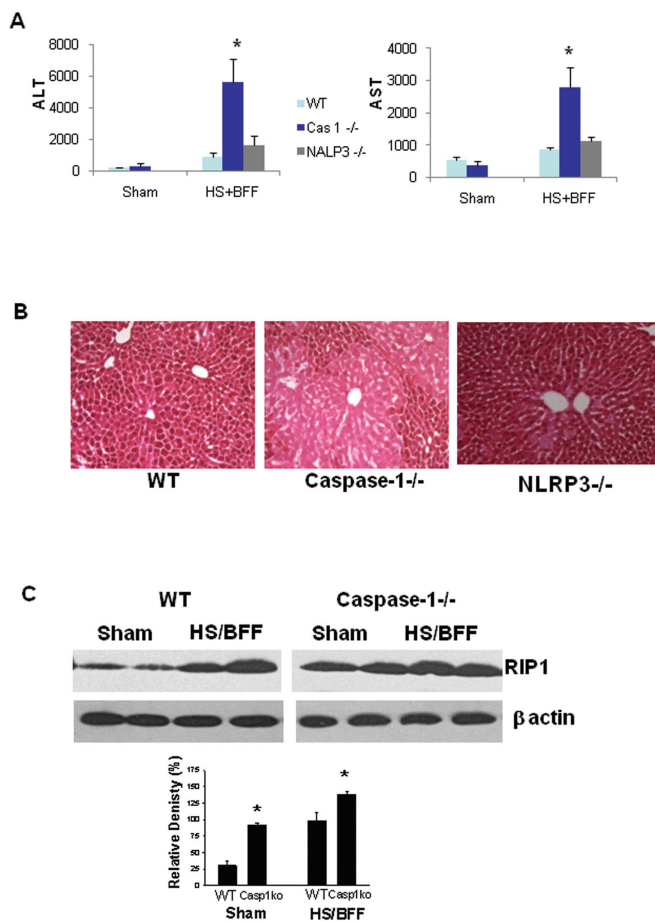 A
ALT
8000
6000
4000
2000
0
*
Sham
HS+BFF
WT
Cas 1 -/-
NALP3 -/-
AST
4000
3000
2000
1000
0
*
Sham
HS+BFF
B
WT
Caspase-1-/-
NLRP3-/-
C
WT
Caspase-1-/-
Sham
HS/BFF
Sham
HS/BFF
RIP1
β actin
Relative Denisty (%)
175
150
125
100
75
50
25
0
*
*
WT Casp1ko
WT Casp1ko
Sham
HS/BFF